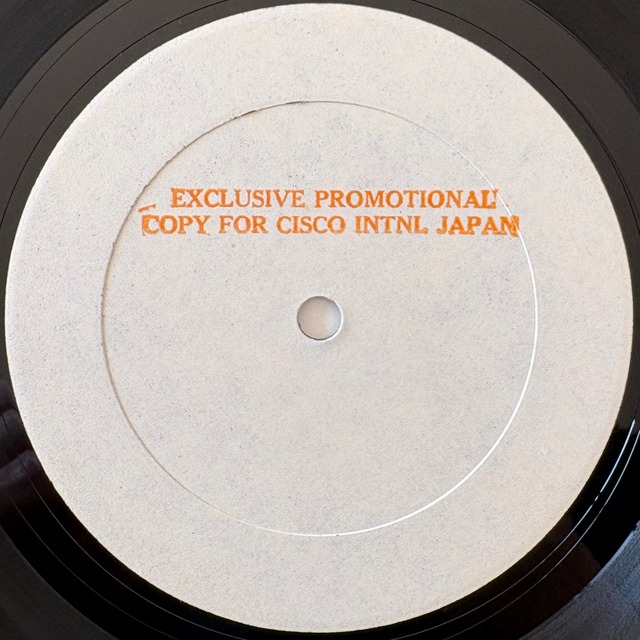 EXCLUSIVE PROMOTIONAL
COPY FOR CISCO INTNL JAPAN